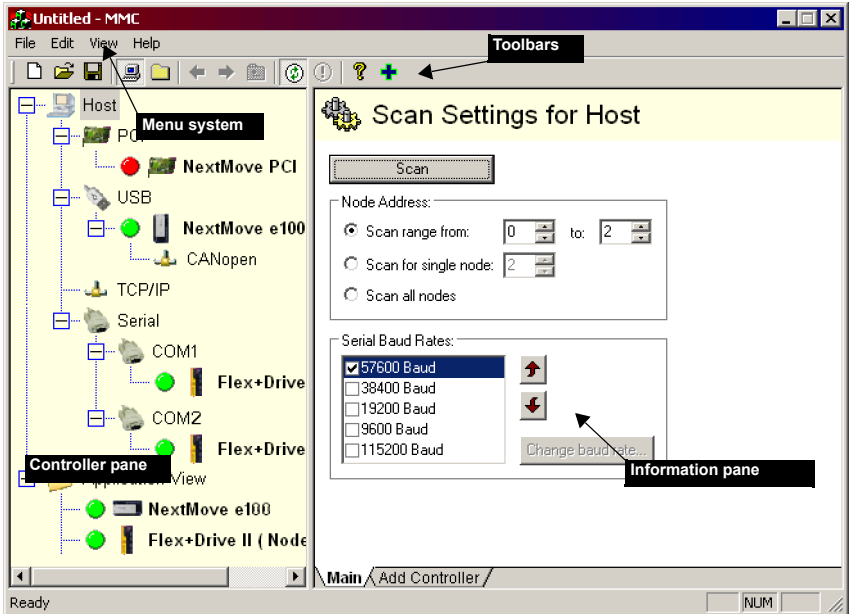 Untitled - MMC
File Edit View Help
Toolbars
Menu system
Host
NextMove PCI
USB
NextMove e100
CANopen
TCP/IP
Serial
COM1
Flex+Drive
COM2
Flex+Drive
Controller pane
View
NextMove e100
Flex+Drive II ( Node
Scan Settings for Host
Scan
Node Address:
Scan range from: 0 to: 2
Scan for single node: 2
Scan all nodes
Serial Baud Rates:
57600 Baud
38400 Baud
19200 Baud
9600 Baud
115200 Baud
Change baud rate...
Information pane
Main Add Controller
Ready
NUM